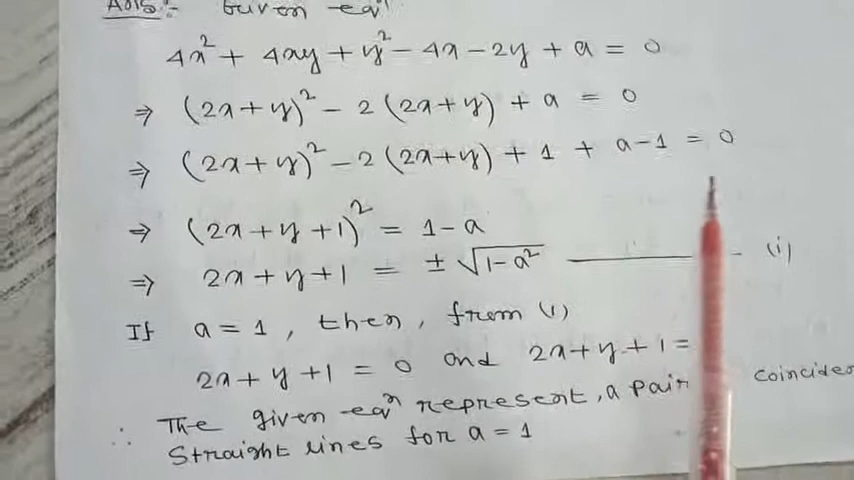 Ans:- Given eqⁿ
4x² + 4xy + y² - 4x - 2y + a = 0
⇒ (2x + y)² - 2(2x + y) + a = 0
⇒ (2x + y)² - 2(2x + y) + 1 + a - 1 = 0
⇒ (2x + y + 1)² = 1 - a
⇒ 2x + y + 1 = ± √(1 - a²) ——— (i)
If a = 1, then, from (1)
2x + y + 1 = 0 and 2x + y + 1 =
∴ The given eqⁿ represent, a pair
Straight lines for a = 1